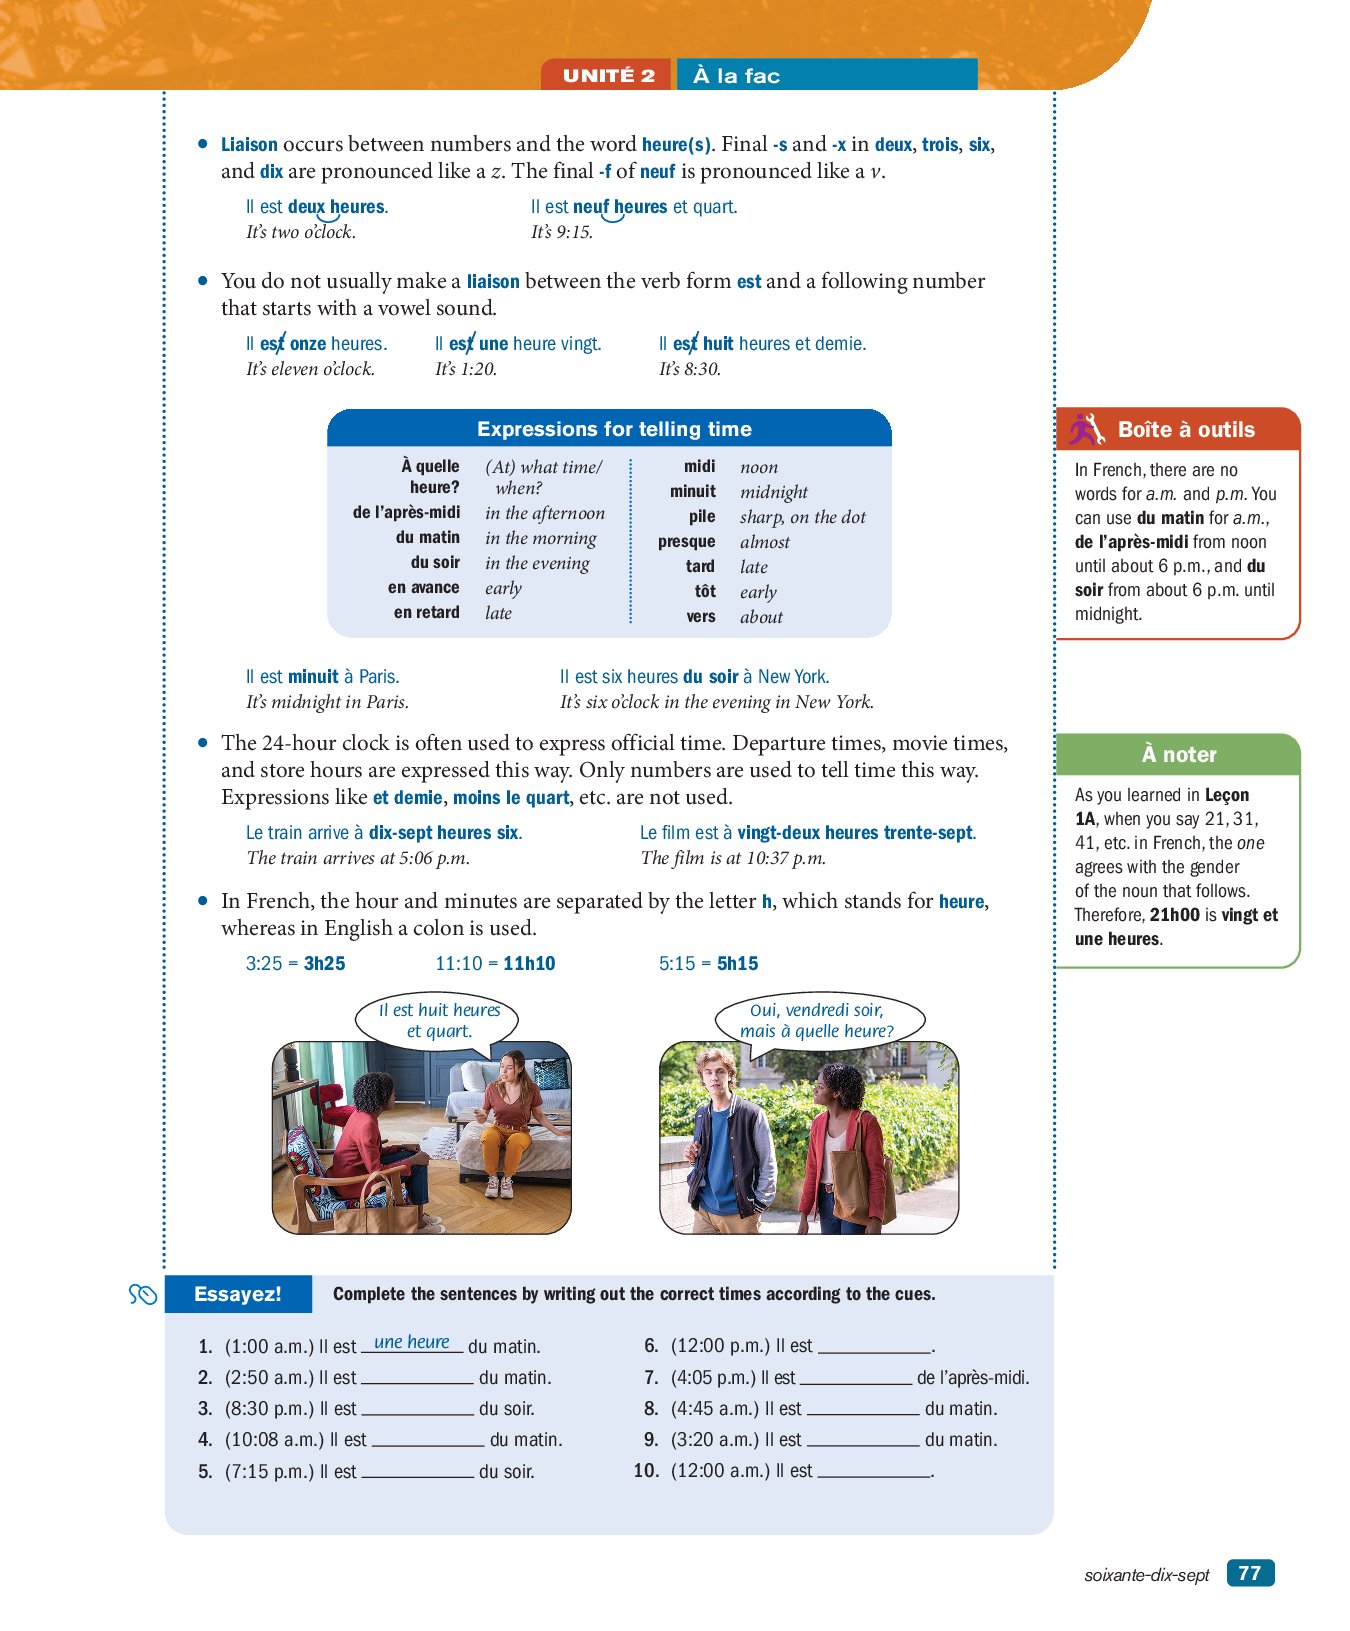 UNITÉ 2 À la fac
• Liaison occurs between numbers and the word heure(s). Final -s and -x in deux, trois, six,
and dix are pronounced like a z. The final -f of neuf is pronounced like a v.
Il est deux heures. Il est neuf heures et quart.
It's two o'clock. It's 9:15.
• You do not usually make a liaison between the verb form est and a following number
that starts with a vowel sound.
Il est onze heures. Il est une heure vingt. Il est huit heures et demie.
It's eleven o'clock. It's 1:20. It's 8:30.
Expressions for telling time
À quelle (At) what time/
heure? when?
de l'après-midi in the afternoon
du matin in the morning
du soir in the evening
en avance early
en retard late
midi noon
minuit midnight
pile sharp, on the dot
presque almost
tard late
tôt early
vers about
Boîte à outils
In French, there are no
words for a.m. and p.m. You
can use du matin for a.m.,
de l'après-midi from noon
until about 6 p.m., and du
soir from about 6 p.m. until
midnight.
Il est minuit à Paris. Il est six heures du soir à New York.
It's midnight in Paris. It's six o'clock in the evening in New York.
• The 24-hour clock is often used to express official time. Departure times, movie times,
and store hours are expressed this way. Only numbers are used to tell time this way.
Expressions like et demie, moins le quart, etc. are not used.
Le train arrive à dix-sept heures six. Le film est à vingt-deux heures trente-sept.
The train arrives at 5:06 p.m. The film is at 10:37 p.m.
À noter
As you learned in Leçon
1A, when you say 21, 31,
41, etc. in French, the one
agrees with the gender
of the noun that follows.
Therefore, 21h00 is vingt et
une heures.
• In French, the hour and minutes are separated by the letter h, which stands for heure,
whereas in English a colon is used.
3:25 = 3h25 11:10 = 11h10 5:15 = 5h15
Il est huit heures
et quart.
Oui, vendredi soir,
mais à quelle heure?
Essayez! Complete the sentences by writing out the correct times according to the cues.
1. (1:00 a.m.) Il est une heure du matin.
2. (2:50 a.m.) Il est ____________ du matin.
3. (8:30 p.m.) Il est ____________ du soir.
4. (10:08 a.m.) Il est ____________ du matin.
5. (7:15 p.m.) Il est ____________ du soir.
6. (12:00 p.m.) Il est ____________.
7. (4:05 p.m.) Il est ____________ de l'après-midi.
8. (4:45 a.m.) Il est ____________ du matin.
9. (3:20 a.m.) Il est ____________ du matin.
10. (12:00 a.m.) Il est ____________.
soixante-dix-sept 77